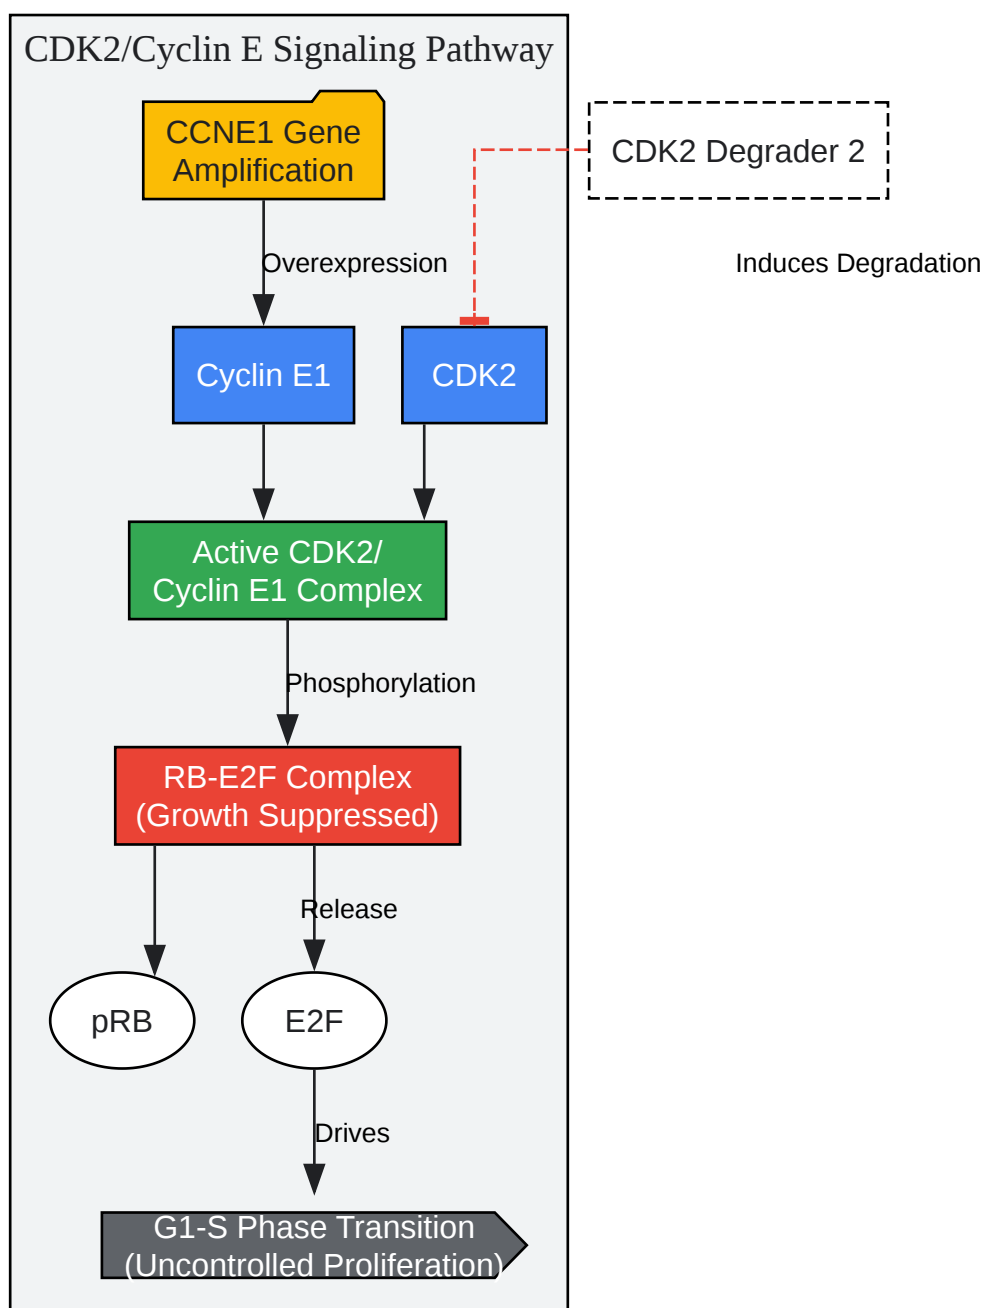 CDK2/Cyclin E Signaling Pathway
CCNE1 Gene
Amplification
CDK2 Degrader 2
Overexpression
Induces Degradation
Cyclin E1
CDK2
Active CDK2/
Cyclin E1 Complex
Phosphorylation
RB-E2F Complex
(Growth Suppressed)
Release
pRB
E2F
Drives
G1-S Phase Transition
(Uncontrolled Proliferation)